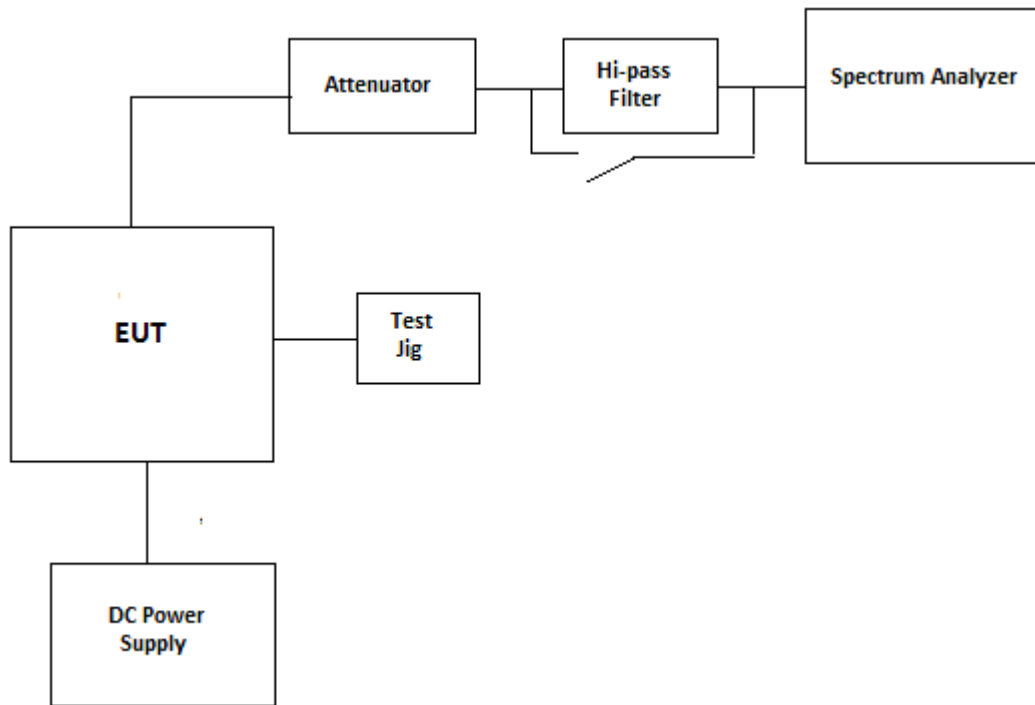 Attenuator
Hi-pass
Filter
Spectrum Analyzer
EUT
Test
Jig
DC Power
Supply